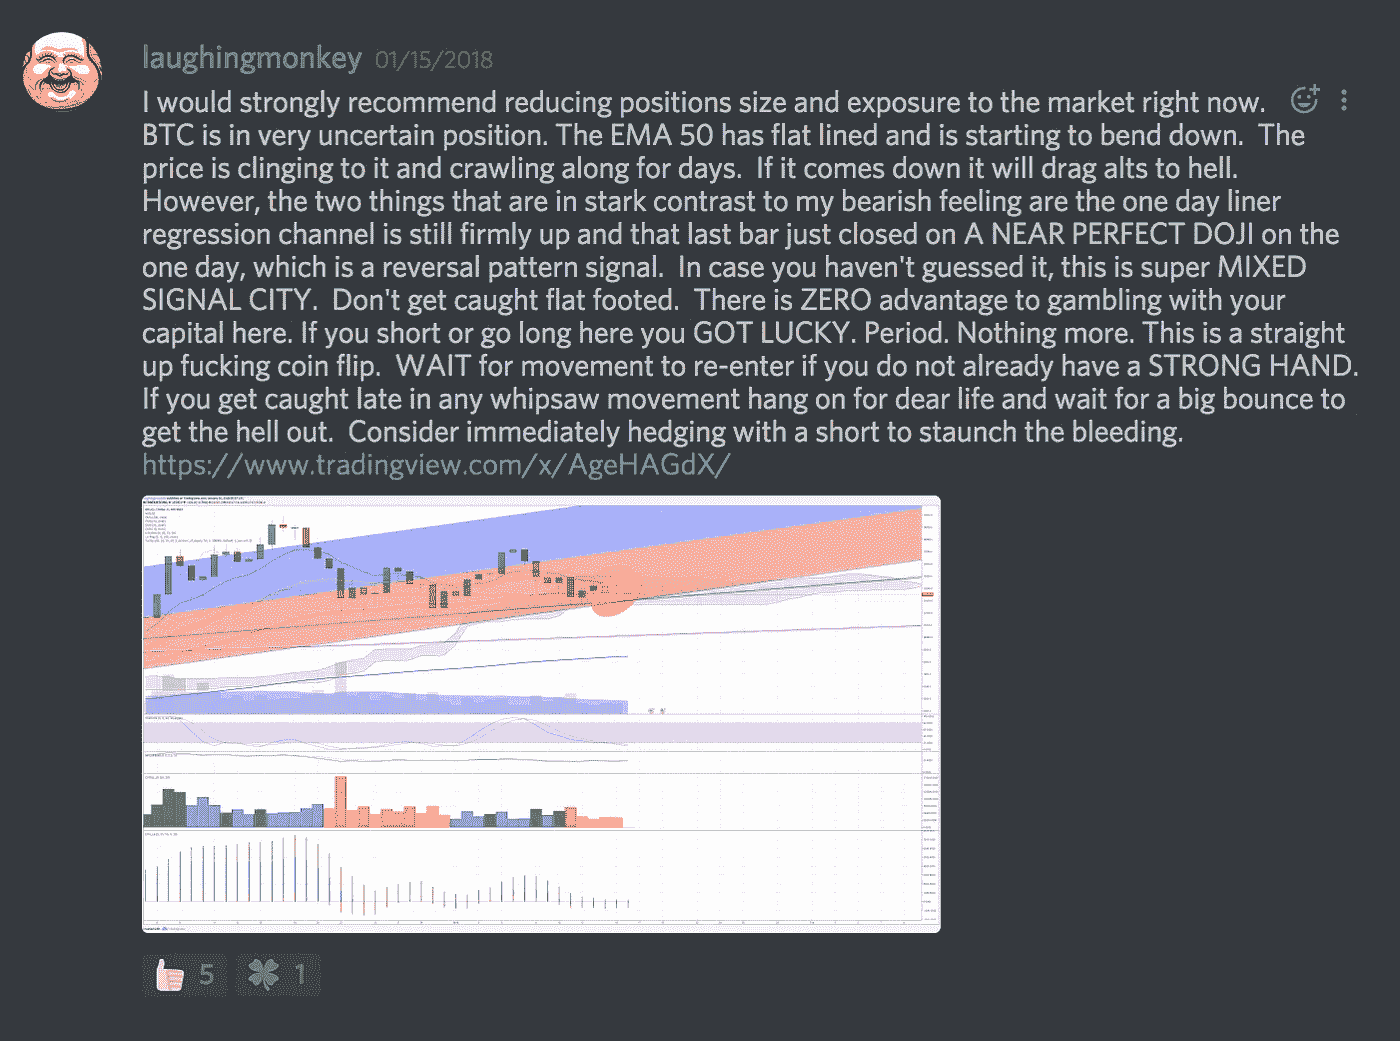 laughingmonkey 01/15/2018
I would strongly recommend reducing positions size and exposure to the market right now.
BTC is in very uncertain position. The EMA 50 has flat lined and is starting to bend down. The
price is clinging to it and crawling along for days. If it comes down it will drag alts to hell.
However, the two things that are in stark contrast to my bearish feeling are the one day liner
regression channel is still firmly up and that last bar just closed on A NEAR PERFECT DOJI on the
one day, which is a reversal pattern signal. In case you haven't guessed it, this is super MIXED
SIGNAL CITY. Don't get caught flat footed. There is ZERO advantage to gambling with your
capital here. If you short or go long here you GOT LUCKY. Period. Nothing more. This is a straight
up fucking coin flip. WAIT for movement to re-enter if you do not already have a STRONG HAND.
If you get caught late in any whipsaw movement hang on for dear life and wait for a big bounce to
get the hell out. Consider immediately hedging with a short to staunch the bleeding.
https://www.tradingview.com/x/AgeHAGdX/
5 1